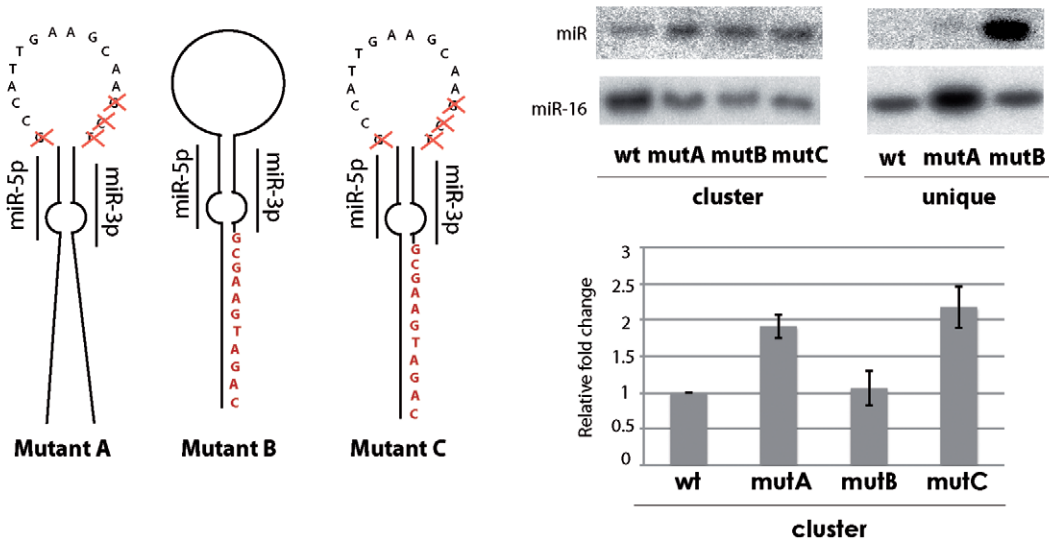 G C C A T T G A A G C A A G C T
miR-5p
miR-3p
Mutant A
miR-5p
miR-3p
G C G A A G T A G A C
Mutant B
G C C A T T G A A G C A G C T
miR-5p
miR-3p
G C G A A G T A G A C
Mutant C
miR
miR-16
wt mutA mutB mutC
cluster
wt mutA mutB
unique
Relative fold change
3
2.5
2
1.5
1
0.5
0
wt mutA mutB mutC
cluster